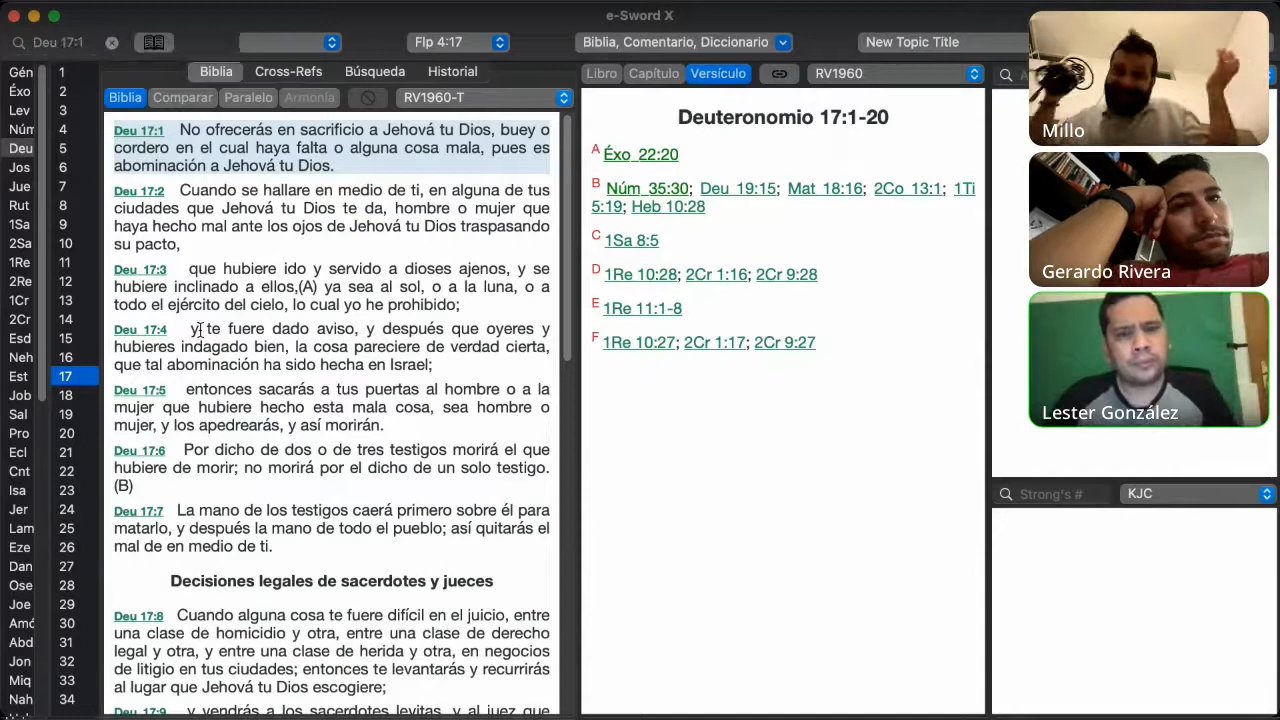 e-Sword X
Deu 17:1
Flp 4:17
Biblia, Comentario, Diccionario
New Topic Title
Biblia
Cross-Refs
Búsqueda
Historial
Biblia
Comparar
Paralelo
Armonía
RV1960-T
Gén
Éxo
Lev
Núm
Deu
Jos
Jue
Rut
1Sa
2Sa
1Re
2Re
1Cr
2Cr
Esd
Neh
Est
Job
Sal
Pro
Ecl
Cnt
Isa
Jer
Lam
Eze
Dan
Ose
Joe
Amó
Abd
Jon
Miq
Nah
1
2
3
4
5
6
7
8
9
10
11
12
13
14
15
16
17
18
19
20
21
22
23
24
25
26
27
28
29
30
31
32
33
34
Deu 17:1 No ofrecerás en sacrificio a Jehová tu Dios, buey o
cordero en el cual haya falta o alguna cosa mala, pues es
abominación a Jehová tu Dios.
Deu 17:2 Cuando se hallare en medio de ti, en alguna de tus
ciudades que Jehová tu Dios te da, hombre o mujer que
haya hecho mal ante los ojos de Jehová tu Dios traspasando
su pacto,
Deu 17:3 que hubiere ido y servido a dioses ajenos, y se
hubiere inclinado a ellos,(A) ya sea al sol, o a la luna, o a
todo el ejército del cielo, lo cual yo he prohibido;
Deu 17:4 y te fuere dado aviso, y después que oyeres y
hubieres indagado bien, la cosa pareciere de verdad cierta,
que tal abominación ha sido hecha en Israel;
Deu 17:5 entonces sacarás a tus puertas al hombre o a la
mujer que hubiere hecho esta mala cosa, sea hombre o
mujer, y los apedrearás, y así morirán.
Deu 17:6 Por dicho de dos o de tres testigos morirá el que
hubiere de morir; no morirá por el dicho de un solo testigo.
(B)
Deu 17:7 La mano de los testigos caerá primero sobre él para
matarlo, y después la mano de todo el pueblo; así quitarás el
mal de en medio de ti.
Decisiones legales de sacerdotes y jueces
Deu 17:8 Cuando alguna cosa te fuere difícil en el juicio, entre
una clase de homicidio y otra, entre una clase de derecho
legal y otra, y entre una clase de herida y otra, en negocios
de litigio en tus ciudades; entonces te levantarás y recurrirás
al lugar que Jehová tu Dios escogiere;
Deu 17:9 y vendrás a los sacerdotes levitas, y al juez que
Libro
Capítulo
Versículo
RV1960
Deuteronomio 17:1-20
A Éxo 22:20
B Núm 35:30; Deu 19:15; Mat 18:16; 2Co 13:1; 1Ti
5:19; Heb 10:28
C 1Sa 8:5
D 1Re 10:28; 2Cr 1:16; 2Cr 9:28
E 1Re 11:1-8
F 1Re 10:27; 2Cr 1:17; 2Cr 9:27
Millo
Gerardo Rivera
Lester González
Strong's #
KJC